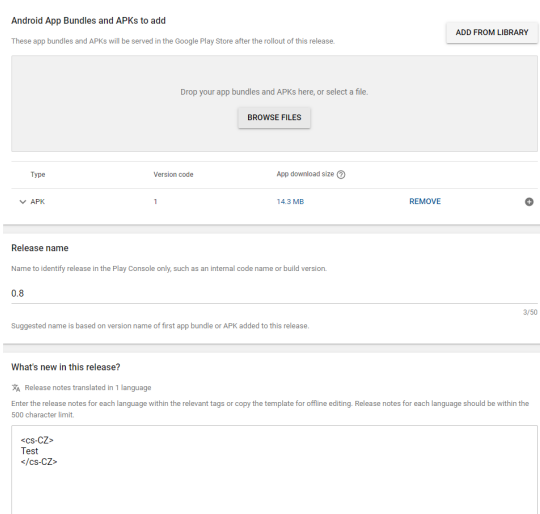 Android App Bundles and APKs to add
ADD FROM LIBRARY
These app bundles and APKs will be served in the Google Play Store after the rollout of this release.
Drop your app bundles and APKs here, or select a file.
BROWSE FILES
Type Version code App download size
APK 1 14.3 MB REMOVE
Release name
Name to identify release in the Play Console only, such as an internal code name or build version.
0.8
3/50
Suggested name is based on version name of first app bundle or APK added to this release.
What's new in this release?
Release notes translated in 1 language
Enter the release notes for each language within the relevant tags or copy the template for offline editing. Release notes for each language should be within the
500 character limit.
<cs-CZ>
Test
</cs-CZ>